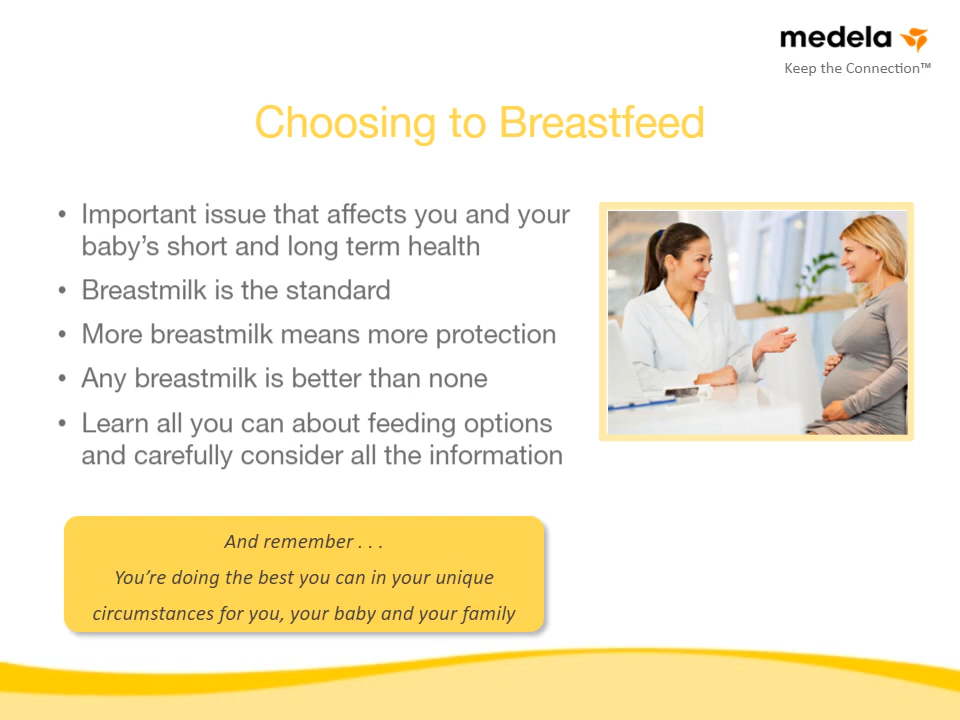 medela
Keep the Connection™
Choosing to Breastfeed
• Important issue that affects you and your
baby’s short and long term health
• Breastmilk is the standard
• More breastmilk means more protection
• Any breastmilk is better than none
• Learn all you can about feeding options
and carefully consider all the information
And remember . . .
You’re doing the best you can in your unique
circumstances for you, your baby and your family